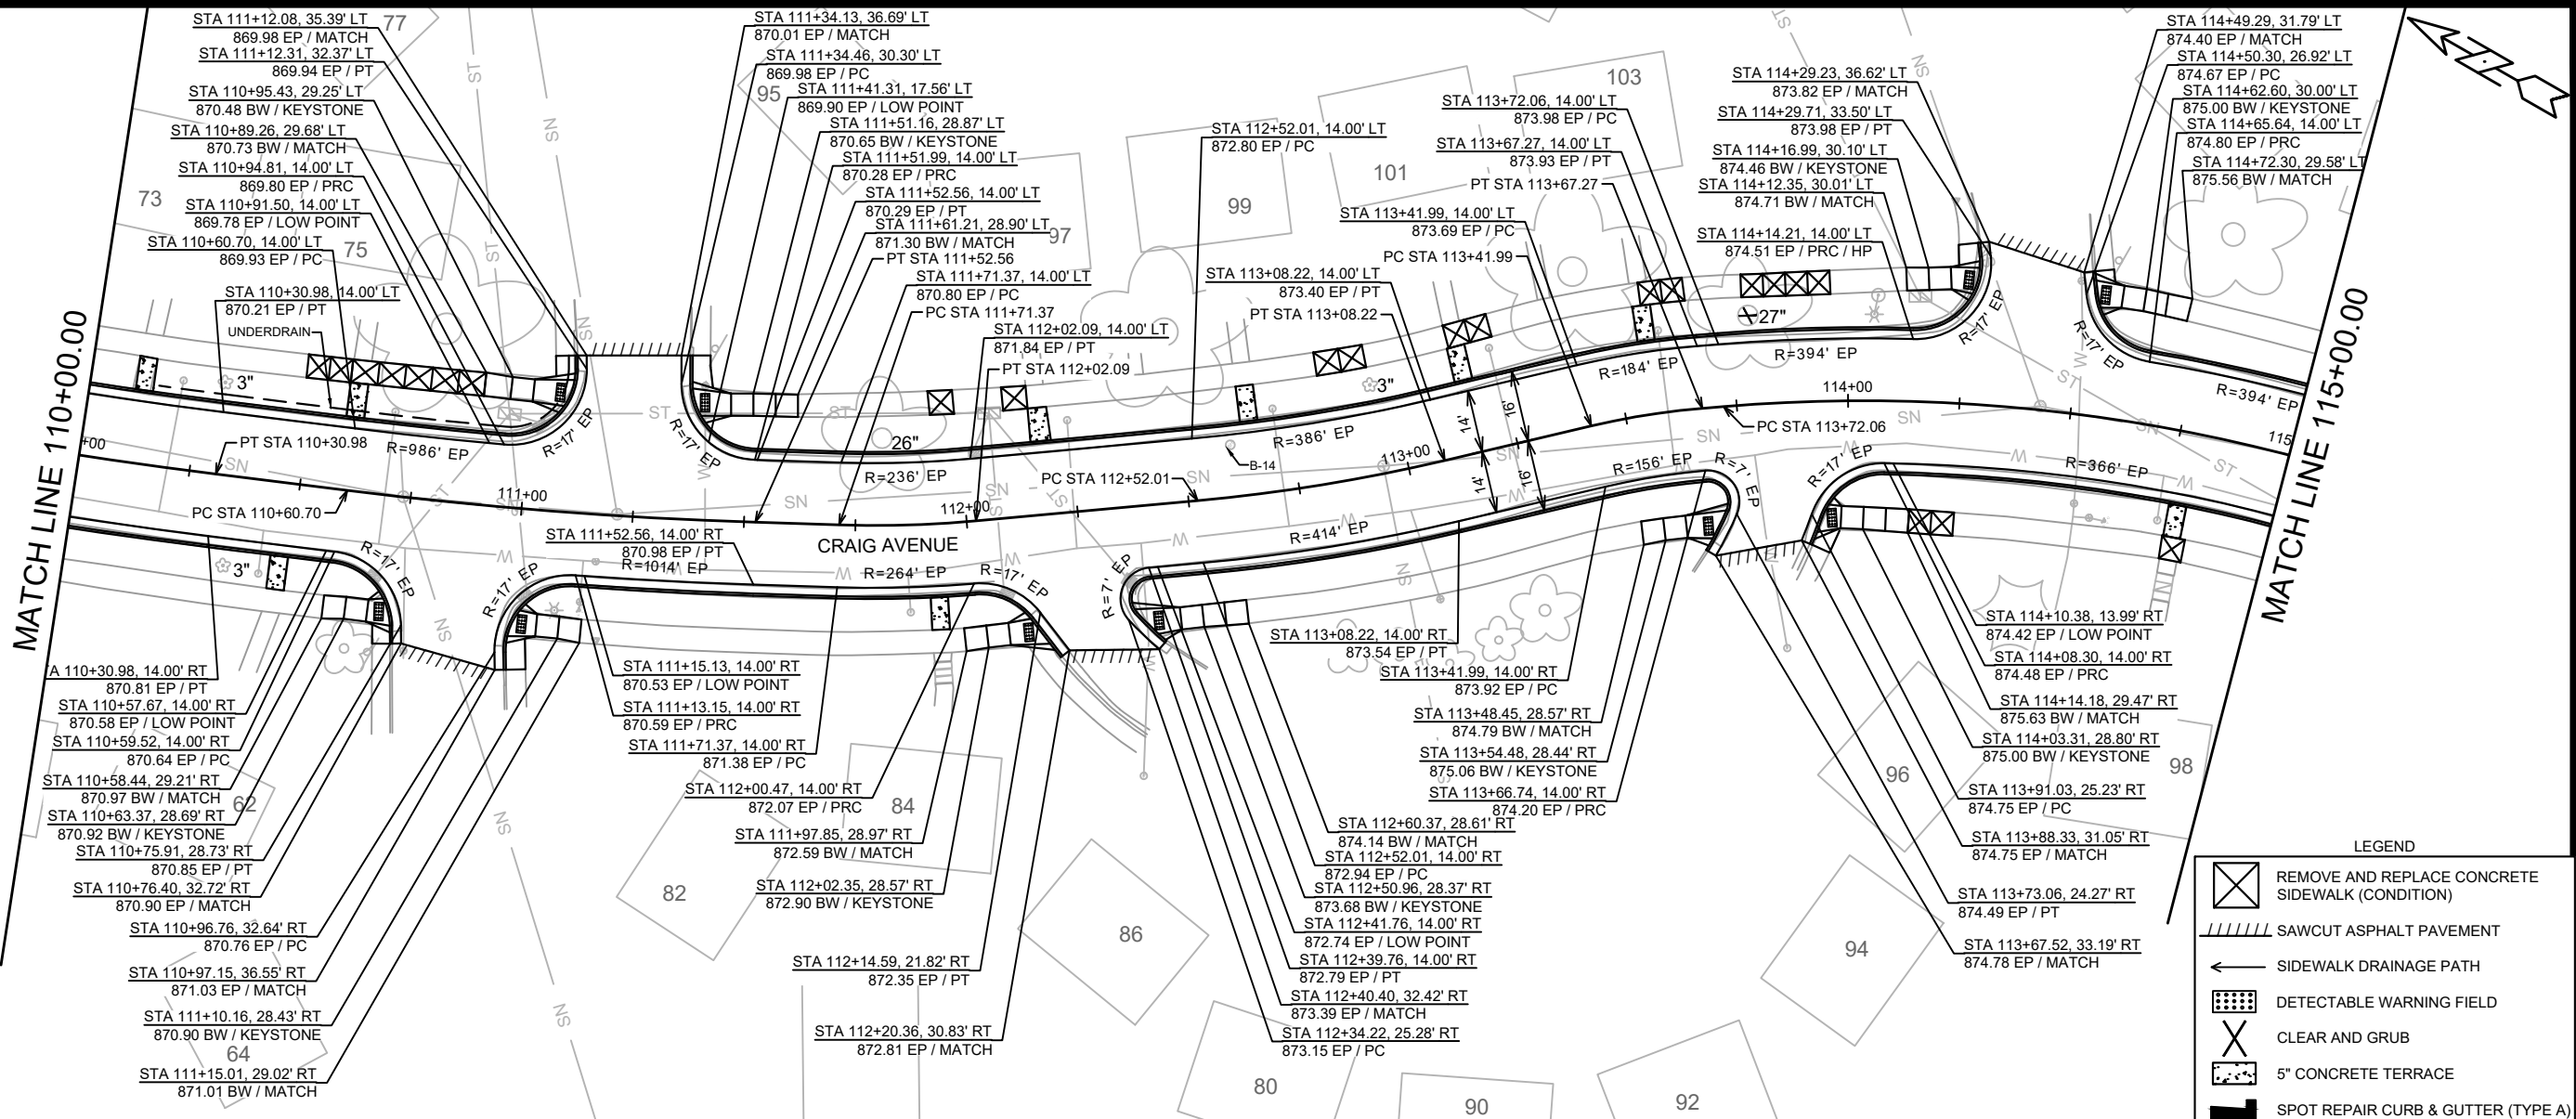 STA 111+12.08, 35.39' LT
869.98 EP / MATCH
STA 111+12.31, 32.37' LT
869.94 EP / PT
STA 110+95.43, 29.25' LT
870.48 BW / KEYSTONE
STA 110+89.26, 29.68' LT
870.73 BW / MATCH
STA 110+94.81, 14.00' LT
869.80 EP / PRC
STA 110+91.50, 14.00' LT
869.78 EP / LOW POINT
STA 110+60.70, 14.00' LT
869.93 EP / PC
STA 110+30.98, 14.00' LT
870.21 EP / PT
UNDERDRAIN
77
73
75
STA 111+34.13, 36.69' LT
870.01 EP / MATCH
STA 111+34.46, 30.30' LT
869.98 EP / PC
STA 111+41.31, 17.56' LT
869.90 EP / LOW POINT
STA 111+51.16, 28.87' LT
870.65 BW / KEYSTONE
STA 111+51.99, 14.00' LT
870.28 EP / PRC
STA 111+52.56, 14.00' LT
870.29 EP / PT
STA 111+61.21, 28.90' LT
871.30 BW / MATCH
PT STA 111+52.56
STA 111+71.37, 14.00' LT
870.80 EP / PC
PC STA 111+71.37
STA 112+02.09, 14.00' LT
871.84 EP / PT
PT STA 112+02.09
95
97
99
101
103
STA 112+52.01, 14.00' LT
872.80 EP / PC
STA 113+72.06, 14.00' LT
873.98 EP / PC
STA 113+67.27, 14.00' LT
873.93 EP / PT
PT STA 113+67.27
STA 113+41.99, 14.00' LT
873.69 EP / PC
PC STA 113+41.99
STA 113+08.22, 14.00' LT
873.40 EP / PT
PT STA 113+08.22
STA 114+29.23, 36.62' LT
873.82 EP / MATCH
STA 114+29.71, 33.50' LT
873.98 EP / PT
STA 114+16.99, 30.10' LT
874.46 BW / KEYSTONE
STA 114+12.35, 30.01' LT
874.71 BW / MATCH
STA 114+14.21, 14.00' LT
874.51 EP / PRC / HP
STA 114+49.29, 31.79' LT
874.40 EP / MATCH
STA 114+50.30, 26.92' LT
874.67 EP / PC
STA 114+62.60, 30.00' LT
875.00 BW / KEYSTONE
STA 114+65.64, 14.00' LT
874.80 EP / PRC
STA 114+72.30, 29.58' LT
875.56 BW / MATCH
MATCH LINE 110+00.00
MATCH LINE 115+00.00
3"
26"
3"
27"
3"
R=986' EP
R=17' EP
R=17' EP
R=236' EP
R=386' EP
R=184' EP
R=394' EP
R=17' EP
R=17' EP
R=394' EP
+00
111+00
112+00
113+00
114+00
115
PT STA 110+30.98
PC STA 110+60.70
PC STA 112+52.01
PC STA 113+72.06
B-14
14'
16'
14'
16'
CRAIG AVENUE
R=17' EP
R=17' EP
R=1014' EP
R=264' EP
R=17' EP
R=7' EP
R=414' EP
R=156' EP
R=7' EP
R=17' EP
R=366' EP
SN
ST
W
STA 111+52.56, 14.00' RT
870.98 EP / PT
A 110+30.98, 14.00' RT
870.81 EP / PT
STA 110+57.67, 14.00' RT
870.58 EP / LOW POINT
STA 110+59.52, 14.00' RT
870.64 EP / PC
STA 110+58.44, 29.21' RT
870.97 BW / MATCH
STA 110+63.37, 28.69' RT
870.92 BW / KEYSTONE
STA 110+75.91, 28.73' RT
870.85 EP / PT
STA 110+76.40, 32.72' RT
870.90 EP / MATCH
STA 110+96.76, 32.64' RT
870.76 EP / PC
STA 110+97.15, 36.55' RT
871.03 EP / MATCH
STA 111+10.16, 28.43' RT
870.90 BW / KEYSTONE
STA 111+15.01, 29.02' RT
871.01 BW / MATCH
62
64
STA 111+15.13, 14.00' RT
870.53 EP / LOW POINT
STA 111+13.15, 14.00' RT
870.59 EP / PRC
STA 111+71.37, 14.00' RT
871.38 EP / PC
STA 112+00.47, 14.00' RT
872.07 EP / PRC
STA 111+97.85, 28.97' RT
872.59 BW / MATCH
STA 112+02.35, 28.57' RT
872.90 BW / KEYSTONE
STA 112+14.59, 21.82' RT
872.35 EP / PT
STA 112+20.36, 30.83' RT
872.81 EP / MATCH
82
84
86
80
90
92
94
96
98
STA 113+08.22, 14.00' RT
873.54 EP / PT
STA 113+41.99, 14.00' RT
873.92 EP / PC
STA 113+48.45, 28.57' RT
874.79 BW / MATCH
STA 113+54.48, 28.44' RT
875.06 BW / KEYSTONE
STA 113+66.74, 14.00' RT
874.20 EP / PRC
STA 112+60.37, 28.61' RT
874.14 BW / MATCH
STA 112+52.01, 14.00' RT
872.94 EP / PC
STA 112+50.96, 28.37' RT
873.68 BW / KEYSTONE
STA 112+41.76, 14.00' RT
872.74 EP / LOW POINT
STA 112+39.76, 14.00' RT
872.79 EP / PT
STA 112+40.40, 32.42' RT
873.39 EP / MATCH
STA 112+34.22, 25.28' RT
873.15 EP / PC
STA 114+10.38, 13.99' RT
874.42 EP / LOW POINT
STA 114+08.30, 14.00' RT
874.48 EP / PRC
STA 114+14.18, 29.47' RT
875.63 BW / MATCH
STA 114+03.31, 28.80' RT
875.00 BW / KEYSTONE
STA 113+91.03, 25.23' RT
874.75 EP / PC
STA 113+88.33, 31.05' RT
874.75 EP / MATCH
STA 113+73.06, 24.27' RT
874.49 EP / PT
STA 113+67.52, 33.19' RT
874.78 EP / MATCH
LEGEND
REMOVE AND REPLACE CONCRETE
SIDEWALK (CONDITION)
SAWCUT ASPHALT PAVEMENT
SIDEWALK DRAINAGE PATH
DETECTABLE WARNING FIELD
CLEAR AND GRUB
5" CONCRETE TERRACE
SPOT REPAIR CURB & GUTTER (TYPE A)